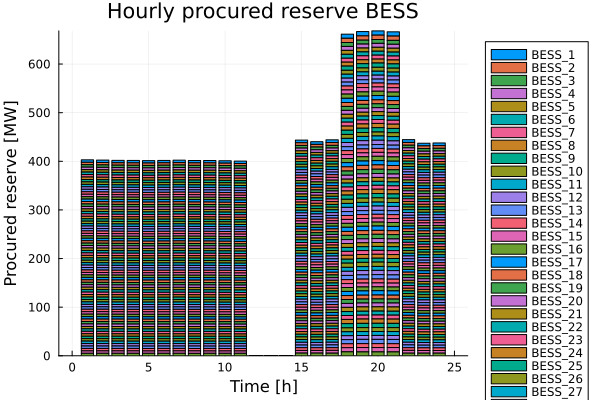 Hourly procured reserve BESS
Procured reserve [MW]
600
500
400
300
200
100
0
0 5 10 15 20 25
Time [h]
BESS_1
BESS_2
BESS_3
BESS_4
BESS_5
BESS_6
BESS_7
BESS_8
BESS_9
BESS_10
BESS_11
BESS_12
BESS_13
BESS_14
BESS_15
BESS_16
BESS_17
BESS_18
BESS_19
BESS_20
BESS_21
BESS_22
BESS_23
BESS_24
BESS_25
BESS_26
BESS_27